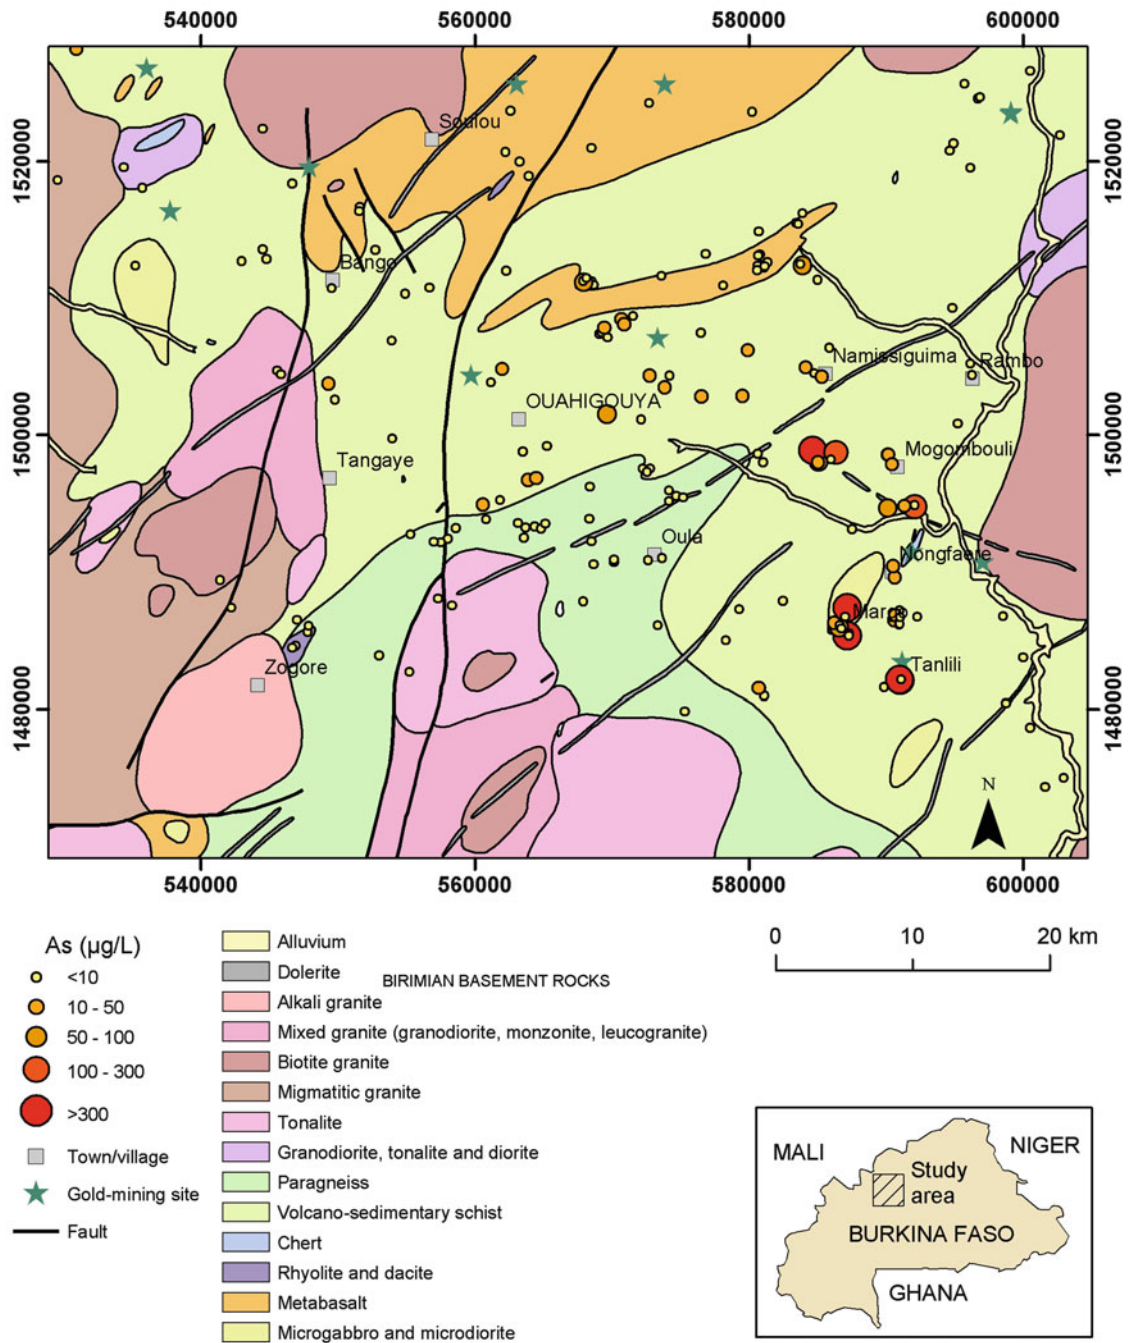 540000
560000
580000
600000
1520000
1520000
Soulou
Bango
Namissiguima
Rambo
OUAHIGOUYA
1500000
1500000
Mogombouli
Tangaye
Oula
Nongfaere
Margo
Tanlili
Zogore
1480000
1480000
N
540000
560000
580000
600000
As (µg/L)
<10
10 - 50
50 - 100
100 - 300
>300
Town/village
Gold-mining site
Fault
Alluvium
Dolerite
BIRIMIAN BASEMENT ROCKS
Alkali granite
Mixed granite (granodiorite, monzonite, leucogranite)
Biotite granite
Migmatitic granite
Tonalite
Granodiorite, tonalite and diorite
Paragneiss
Volcano-sedimentary schist
Chert
Rhyolite and dacite
Metabasalt
Microgabbro and microdiorite
0 10 20 km
MALI
NIGER
Study
area
BURKINA FASO
GHANA